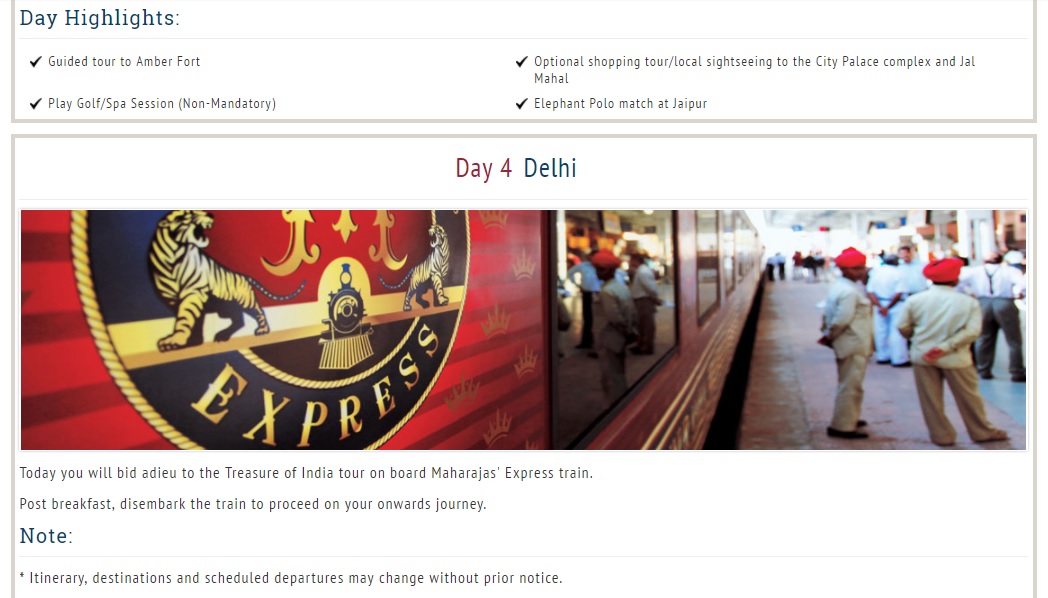 Day Highlights:
Guided tour to Amber Fort
Optional shopping tour/local sightseeing to the City Palace complex and Jal
Mahal
Play Golf/Spa Session (Non-Mandatory)
Elephant Polo match at Jaipur
Day 4 Delhi
EXPRESS
Today you will bid adieu to the Treasure of India tour on board Maharajas' Express train.
Post breakfast, disembark the train to proceed on your onwards journey.
Note:
* Itinerary, destinations and scheduled departures may change without prior notice.